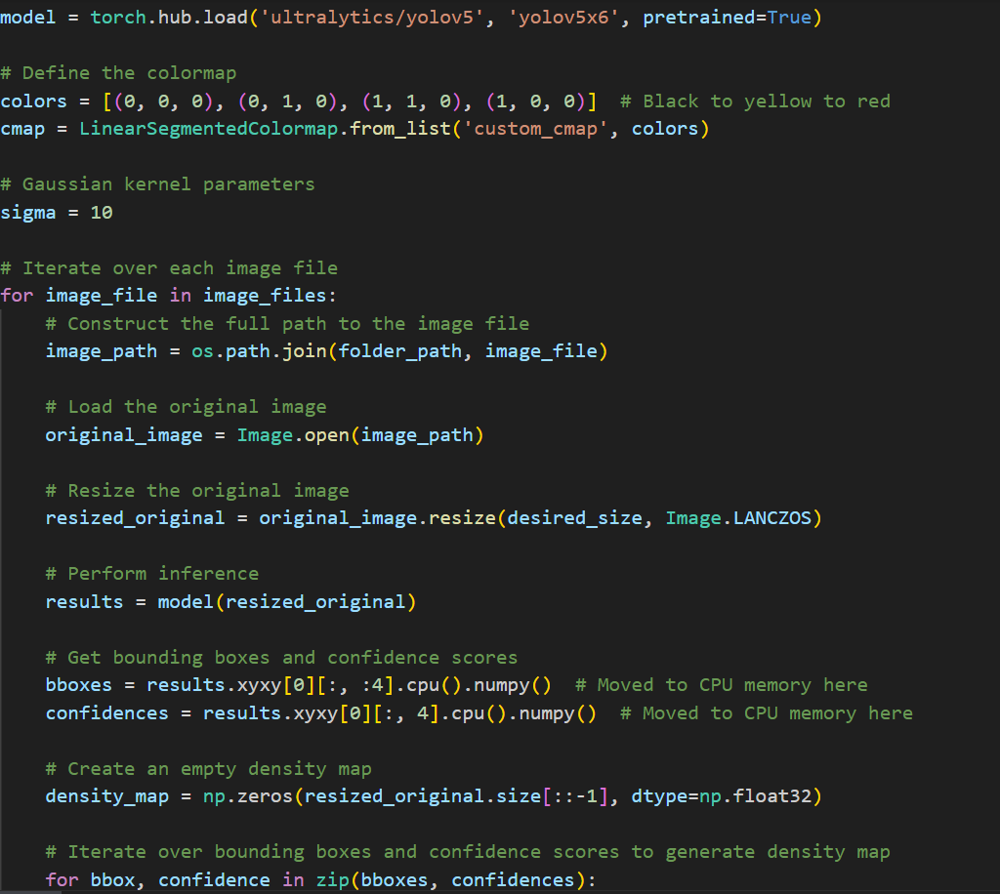 model = torch.hub.load('ultralytics/yolov5', 'yolov5x6', pretrained=True)
# Define the colormap
colors = [(0, 0, 0), (0, 1, 0), (1, 1, 0), (1, 0, 0)]  # Black to yellow to red
cmap = LinearSegmentedColormap.from_list('custom_cmap', colors)
# Gaussian kernel parameters
sigma = 10
# Iterate over each image file
for image_file in image_files:
    # Construct the full path to the image file
    image_path = os.path.join(folder_path, image_file)
    # Load the original image
    original_image = Image.open(image_path)
    # Resize the original image
    resized_original = original_image.resize(desired_size, Image.LANCZOS)
    # Perform inference
    results = model(resized_original)
    # Get bounding boxes and confidence scores
    bboxes = results.xyxy[0][:, :4].cpu().numpy()  # Moved to CPU memory here
    confidences = results.xyxy[0][:, 4].cpu().numpy()  # Moved to CPU memory here
    # Create an empty density map
    density_map = np.zeros(resized_original.size[::-1], dtype=np.float32)
    # Iterate over bounding boxes and confidence scores to generate density map
    for bbox, confidence in zip(bboxes, confidences):